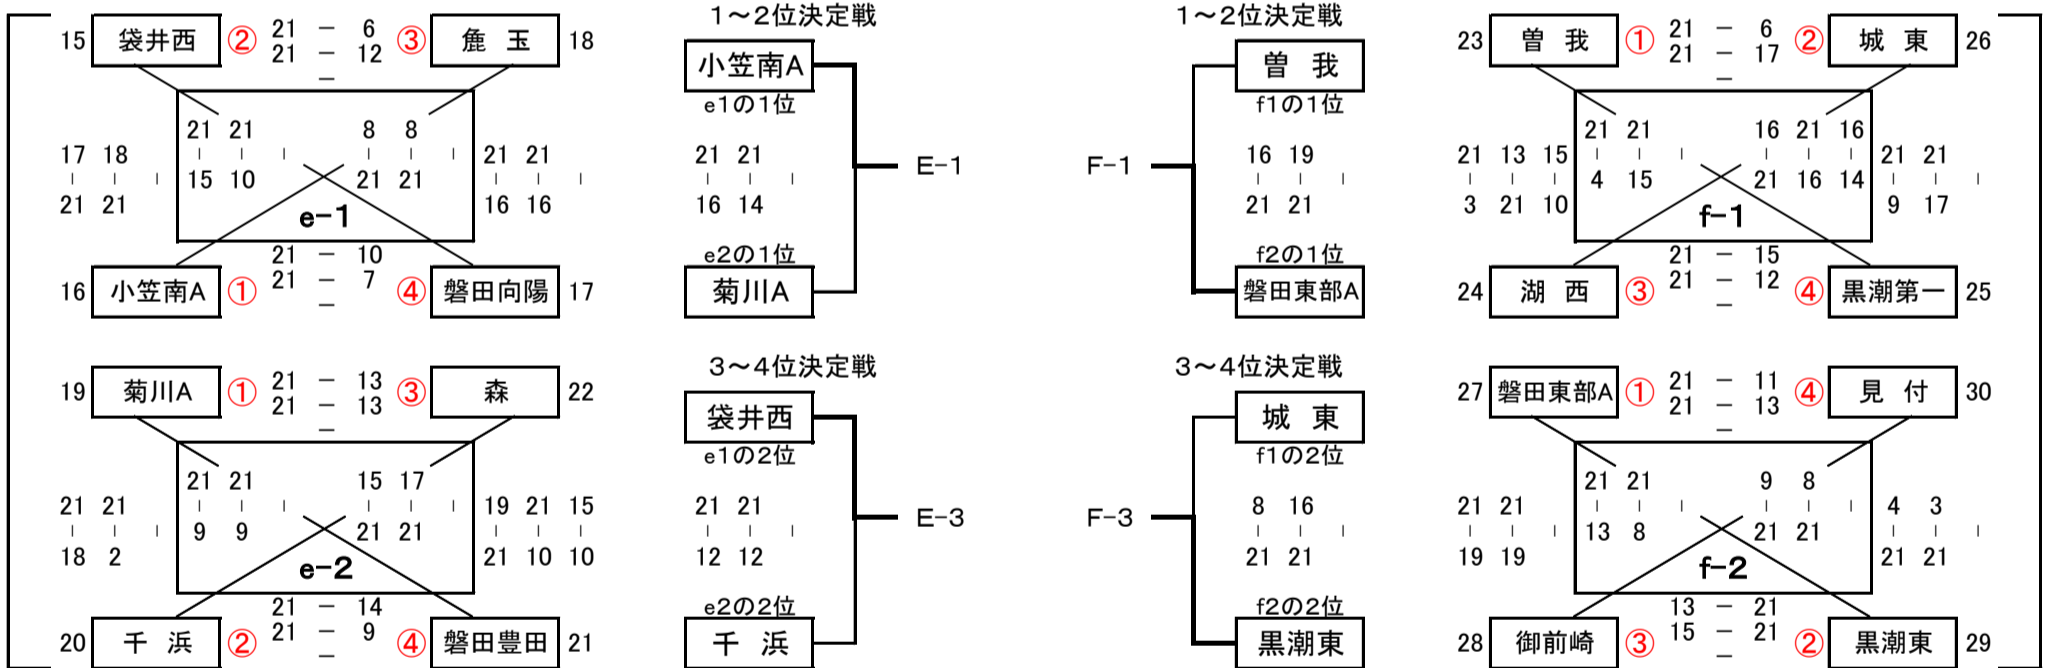 1～2位決定戦
1～2位決定戦
15 袋井西 ② 21 － 6 ③ 麁 玉 18
21 － 12
－
小笠南A
e1の1位
曽 我
f1の1位
23 曽 我 ① 21 － 6 ② 城 東 26
21 － 17
－
21 21 8 8
17 18 21 21
15 10 21 21
21 21 16 16
e-1
21 21
16 14
E-1
F-1
16 19
21 21
21 21 16 21 16
21 13 15 21 21
4 15 21 16 14
3 21 10 9 17
f-1
e2の1位
菊川A
f2の1位
磐田東部A
21 － 10
16 小笠南A ① 21 － 7 ④ 磐田向陽 17
－
21 － 15
24 湖 西 ③ 21 － 12 ④ 黒潮第一 25
－
3～4位決定戦
3～4位決定戦
19 菊川A ① 21 － 13 ③ 森 22
21 － 13
－
袋井西
e1の2位
城 東
f1の2位
27 磐田東部A ① 21 － 11 ④ 見 付 30
21 － 13
－
21 21 15 17
21 21 19 21 15
9 9 21 21
18 2 21 10 10
e-2
21 21
12 12
E-3
F-3
8 16
21 21
21 21 9 8
21 21 4 3
13 8 21 21
19 19 21 21
f-2
e2の2位
千 浜
f2の2位
黒潮東
21 － 14
20 千 浜 ② 21 － 9 ④ 磐田豊田 21
－
13 － 21
28 御前崎 ③ 15 － 21 ② 黒潮東 29
－